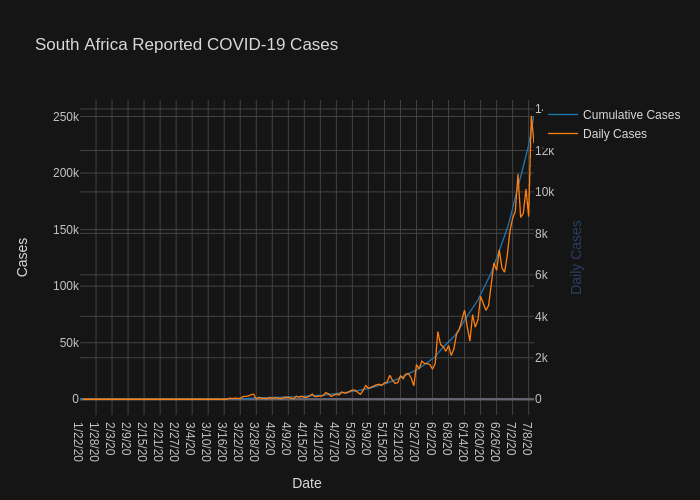 South Africa Reported COVID-19 Cases
Cumulative Cases
Daily Cases
250k
200k
150k
100k
50k
0
Cases
12k
10k
8k
6k
4k
2k
0
Daily Cases
1/22/20
1/28/20
2/3/20
2/9/20
2/15/20
2/21/20
2/27/20
3/4/20
3/10/20
3/16/20
3/22/20
3/28/20
4/3/20
4/9/20
4/15/20
4/21/20
4/27/20
5/3/20
5/9/20
5/15/20
5/21/20
5/27/20
6/2/20
6/8/20
6/14/20
6/20/20
6/26/20
7/2/20
7/8/20
Date